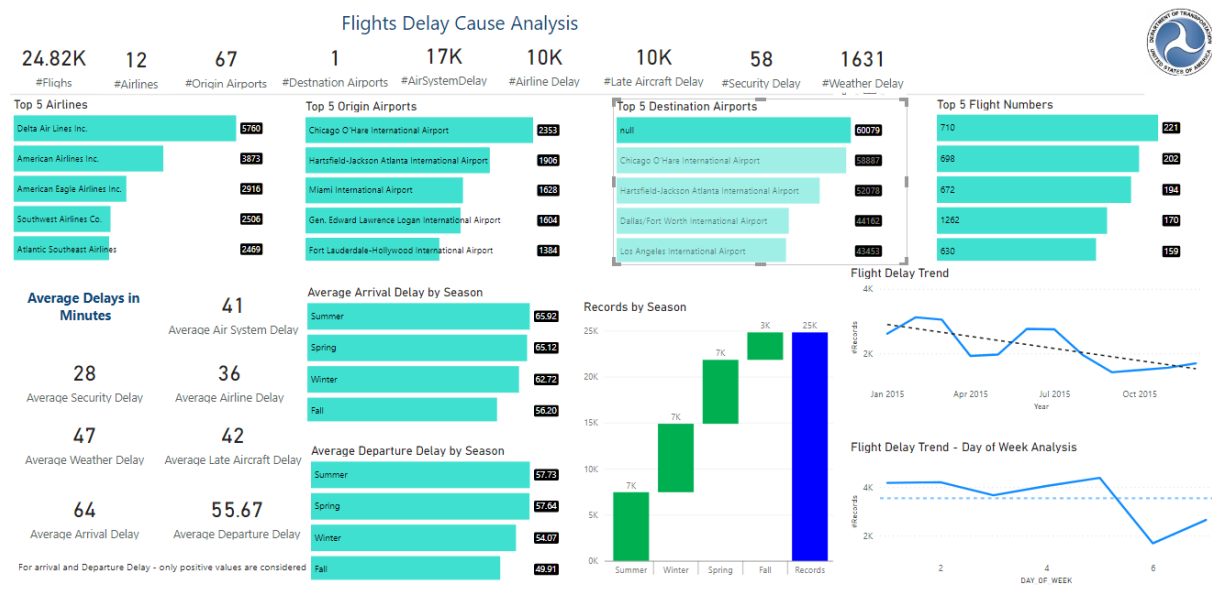 Flights Delay Cause Analysis
DEPARTMENT OF TRANSPORTATION
UNITED STATES OF AMERICA
24.82K
#Flighs
12
#Airlines
67
#Origin Airports
1
#Destnation Airports
17K
#AirSystemDelay
10K
#Airline Delay
10K
#Late Aircraft Delay
58
#Security Delay
1631
#Weather Delay
Top 5 Airlines
Delta Air Lines Inc. 5760
American Airlines Inc. 3873
American Eagle Airlines Inc. 2916
Southwest Airlines Co. 2506
Atlantic Southeast Airlines 2469
Top 5 Origin Airports
Chicago O'Hare International Airport 2353
Hartsfield-Jackson Atlanta International Airport 1906
Miami International Airport 1628
Gen. Edward Lawrence Logan International Airport 1604
Fort Lauderdale-Hollywood International Airport 1384
Top 5 Destination Airports
null 60079
Chicago O'Hare International Airport 58887
Hartsfield-Jackson Atlanta International Airport 52078
Dallas/Fort Worth International Airport 44162
Los Angeles International Airport 43453
Top 5 Flight Numbers
710 221
698 202
672 194
1262 170
630 159
Average Delays in
Minutes
41
Average Air System Delay
28
Average Security Delay
36
Average Airline Delay
47
Average Weather Delay
42
Average Late Aircraft Delay
64
Average Arrival Delay
55.67
Average Departure Delay
For arrival and Departure Delay - only positive values are considered
Average Arrival Delay by Season
Summer 65.92
Spring 65.12
Winter 62.72
Fall 56.20
Average Departure Delay by Season
Summer 57.73
Spring 57.64
Winter 54.07
Fall 49.91
Records by Season
25K
20K
15K
10K
5K
0K
7K
7K
7K
3K
25K
Summer Winter Spring Fall Records
Flight Delay Trend
4K
2K
#Records
Jan 2015 Apr 2015 Jul 2015 Oct 2015
Year
Flight Delay Trend - Day of Week Analysis
4K
2K
#Records
2 4 6
DAY_OF_WEEK